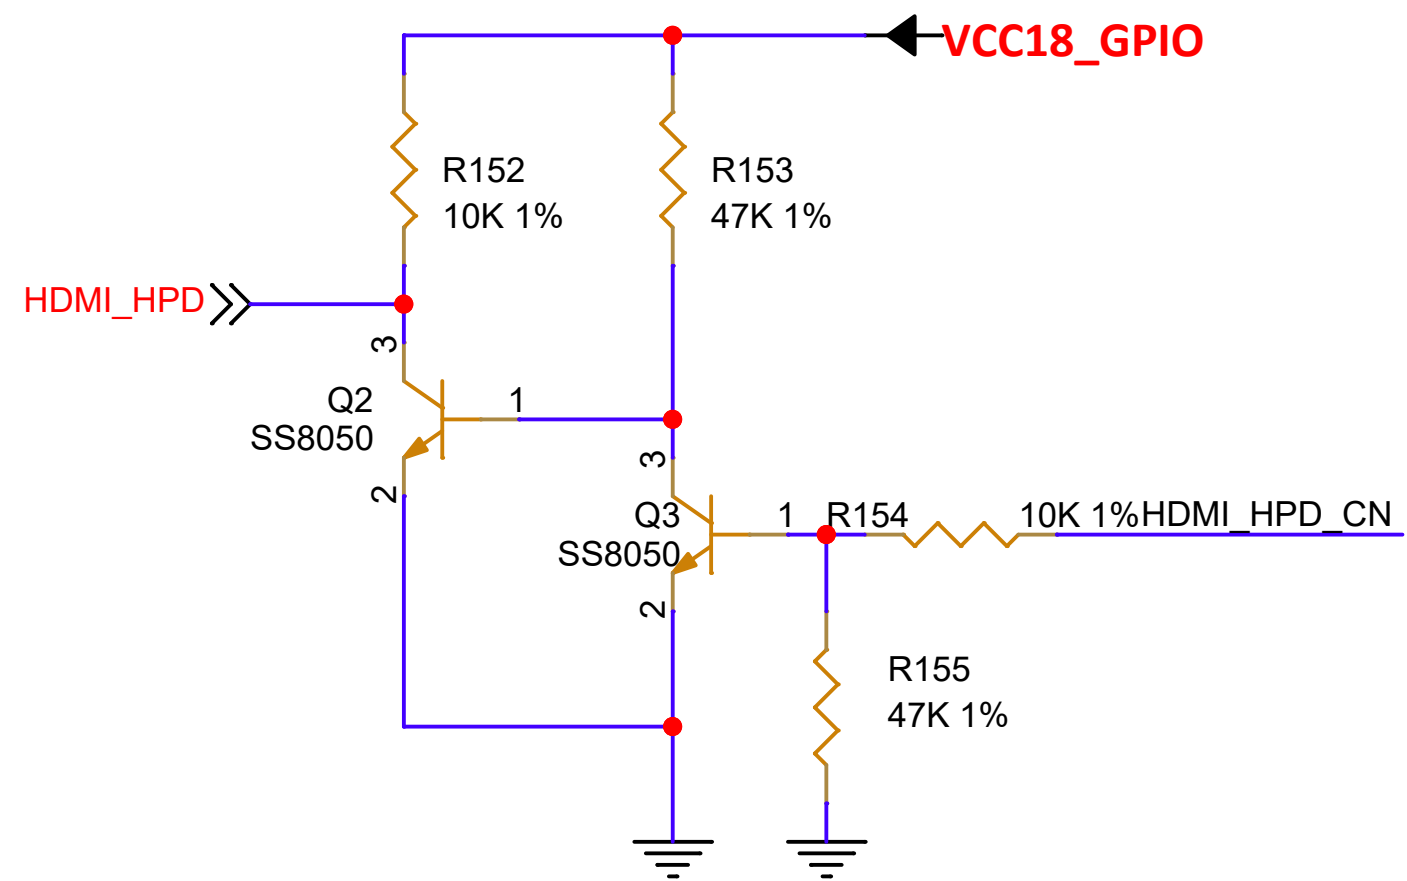 VCC18_GPIO
R152
10K 1%
R153
47K 1%
HDMI_HPD
3
Q2
SS8050
1
2
3
Q3
SS8050
1
2
R154
10K 1%
HDMI_HPD_CN
R155
47K 1%